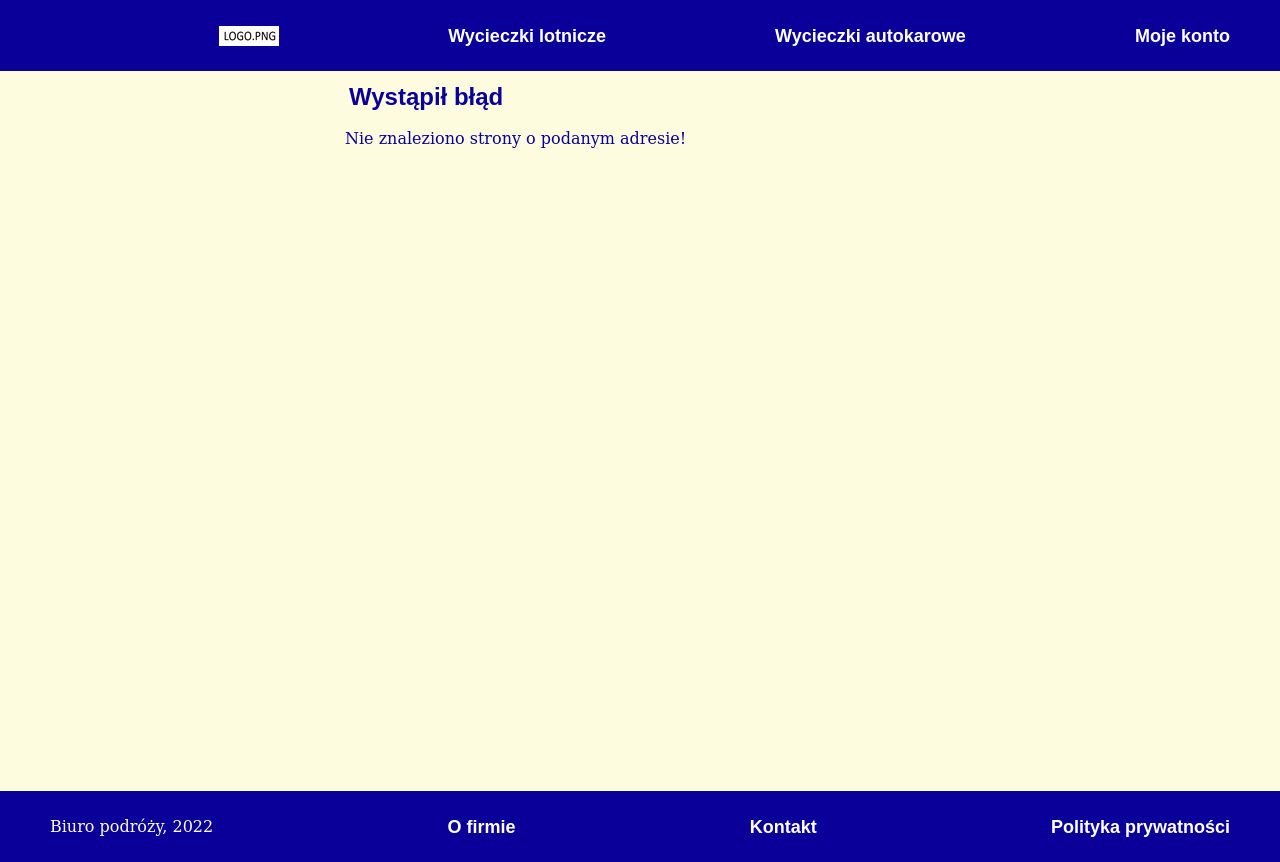 LOGO.PNG
Wycieczki lotnicze
Wycieczki autokarowe
Moje konto
Wystąpił błąd
Nie znaleziono strony o podanym adresie!
Biuro podróży, 2022
O firmie
Kontakt
Polityka prywatności